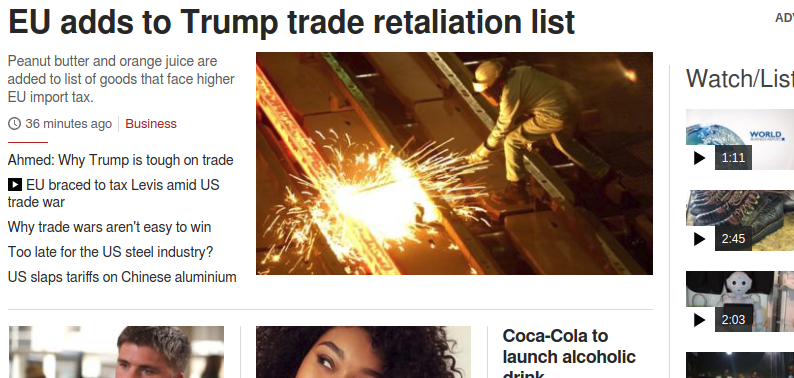 EU adds to Trump trade retaliation list
ADV
Peanut butter and orange juice are
added to list of goods that face higher
EU import tax.
36 minutes ago
Business
Ahmed: Why Trump is tough on trade
EU braced to tax Levis amid US
trade war
Why trade wars aren't easy to win
Too late for the US steel industry?
US slaps tariffs on Chinese aluminium
Coca-Cola to
launch alcoholic
drink
Watch/List
WORLD
1:11
2:45
2:03